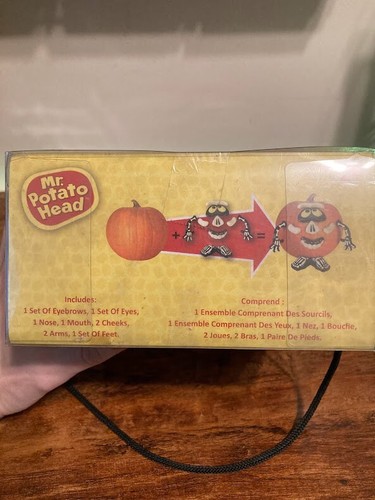 Mr.
Potato
Head
+ =
Includes:
1 Set Of Eyebrows, 1 Set Of Eyes,
1 Nose, 1 Mouth, 2 Cheeks,
2 Arms, 1 Set Of Feet.
Comprend :
1 Ensemble Comprenant Des Sourcils,
1 Ensemble Comprenant Des Yeux, 1 Nez, 1 Bouche,
2 Joues, 2 Bras, 1 Paire De Pieds.